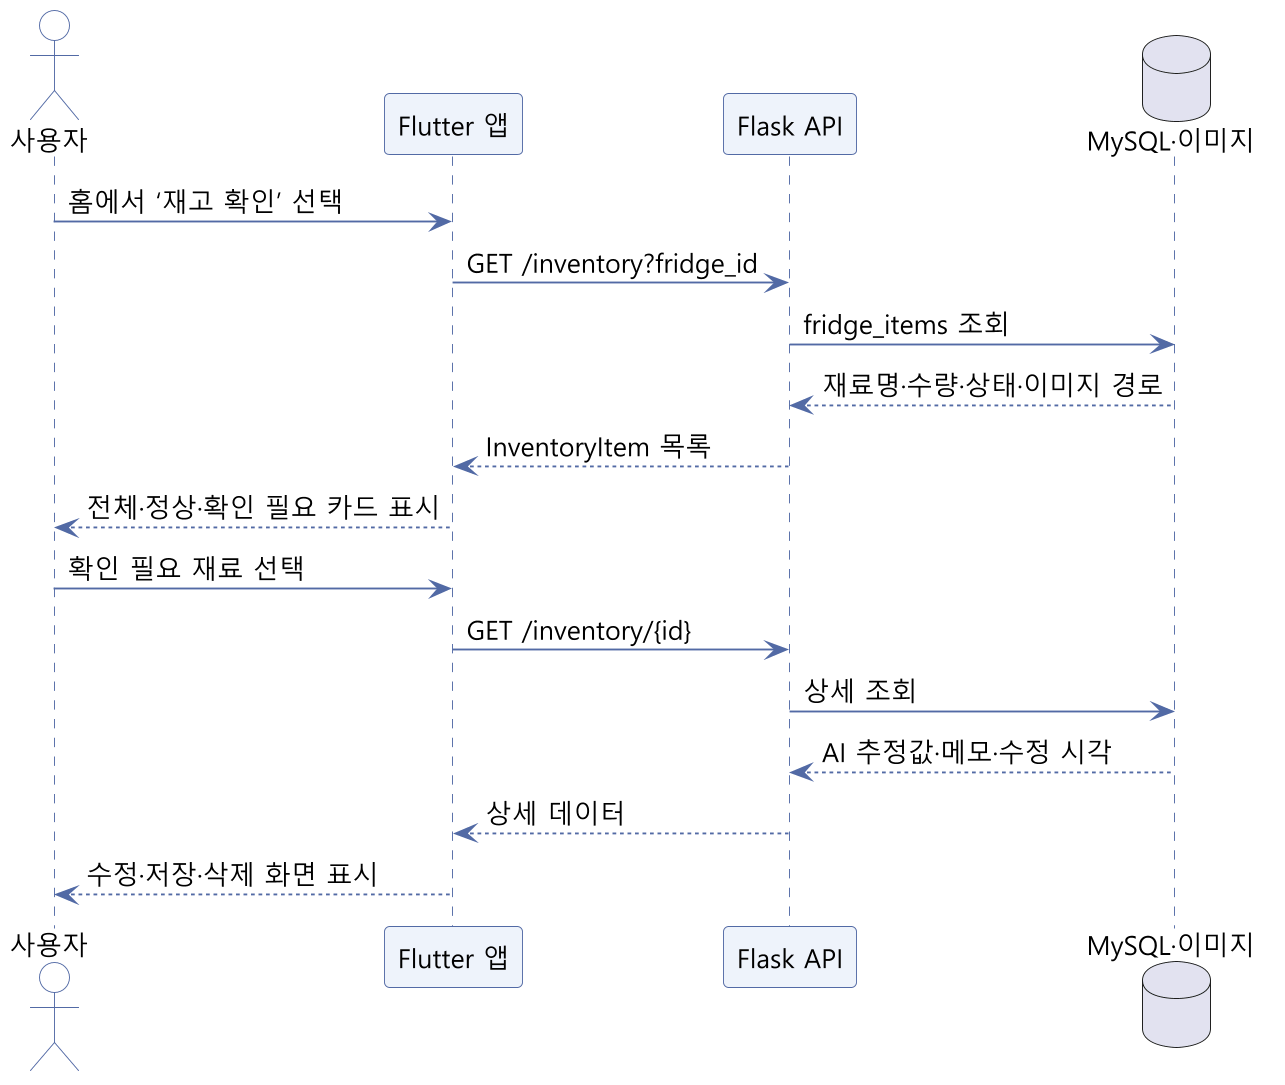 사용자
Flutter 앱
Flask API
MySQL·이미지
홈에서 ‘재고 확인’ 선택
GET /inventory?fridge_id
fridge_items 조회
재료명·수량·상태·이미지 경로
InventoryItem 목록
전체·정상·확인 필요 카드 표시
확인 필요 재료 선택
GET /inventory/{id}
상세 조회
AI 추정값·메모·수정 시각
상세 데이터
수정·저장·삭제 화면 표시
사용자
Flutter 앱
Flask API
MySQL·이미지